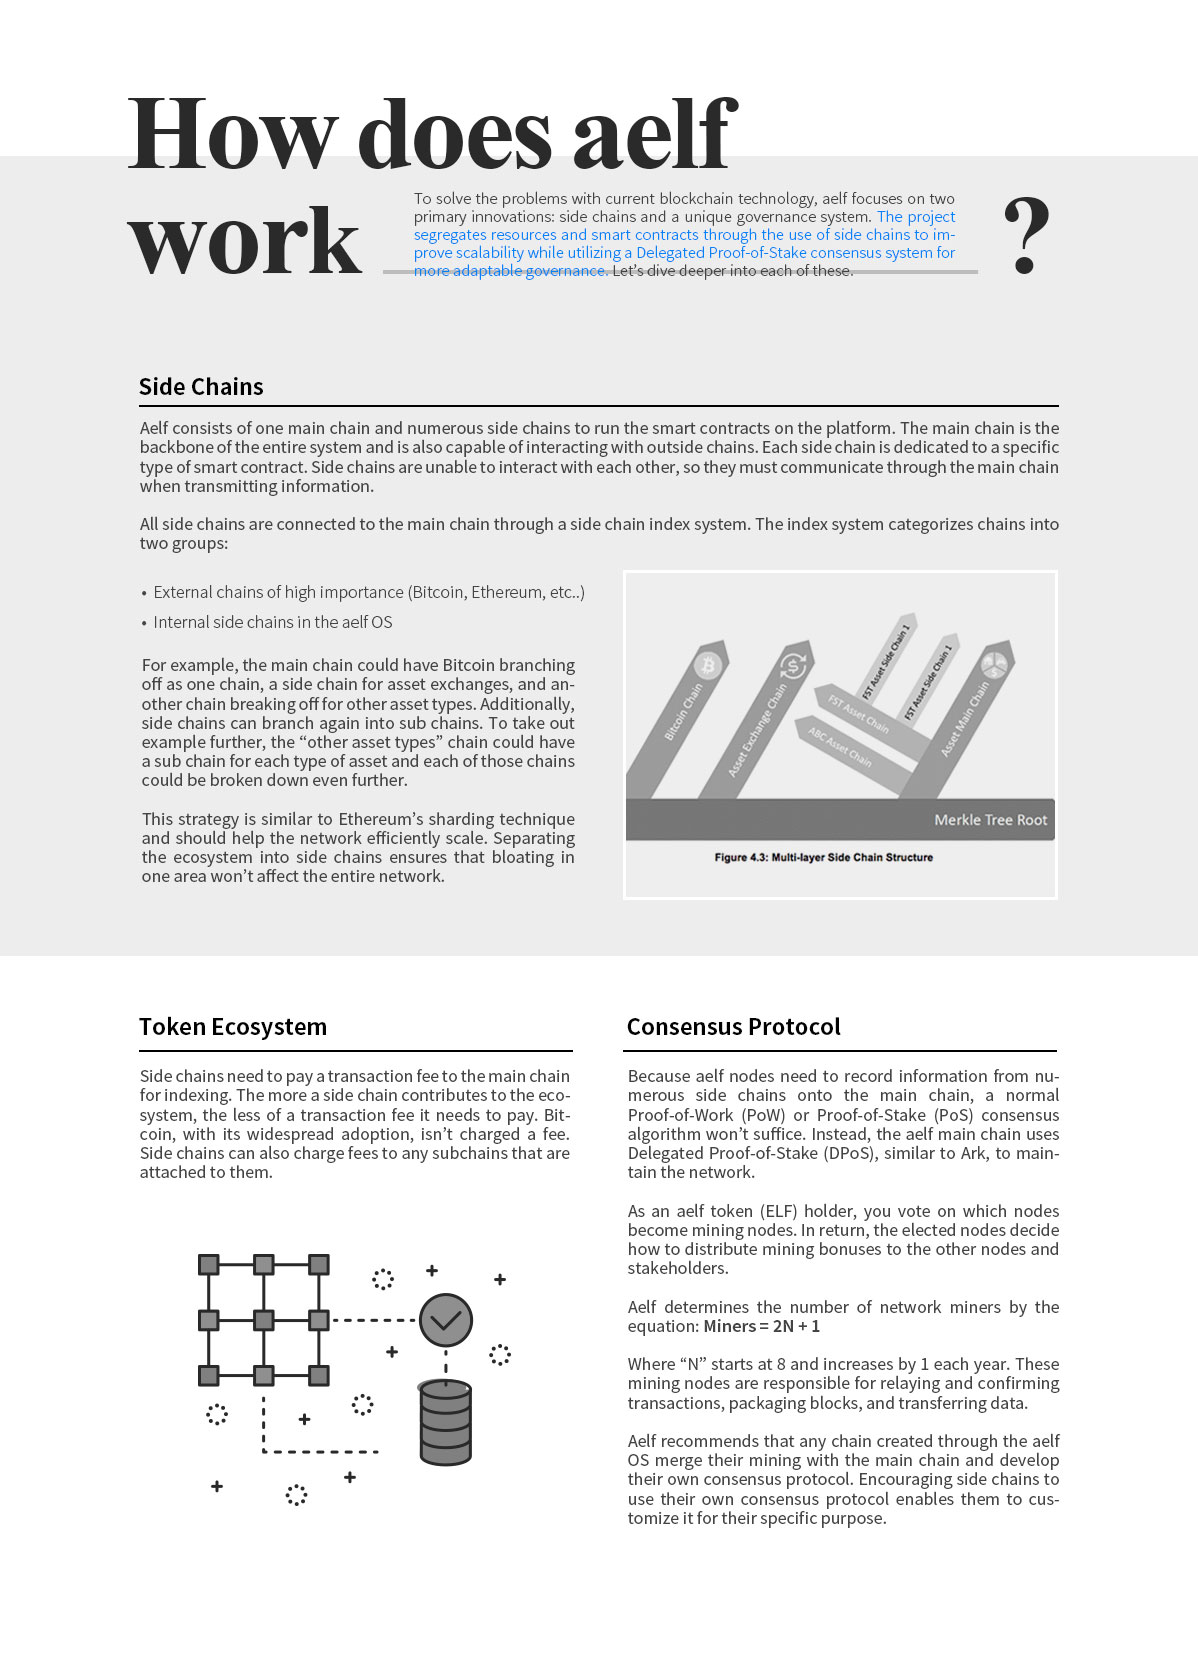 How does aelf
work
?
To solve the problems with current blockchain technology, aelf focuses on two
primary innovations: side chains and a unique governance system. The project
segregates resources and smart contracts through the use of side chains to im-
prove scalability while utilizing a Delegated Proof-of-Stake consensus system for
more adaptable governance. Let's dive deeper into each of these.
Side Chains
Aelf consists of one main chain and numerous side chains to run the smart contracts on the platform. The main chain is the
backbone of the entire system and is also capable of interacting with outside chains. Each side chain is dedicated to a specific
type of smart contract. Side chains are unable to interact with each other, so they must communicate through the main chain
when transmitting information.
All side chains are connected to the main chain through a side chain index system. The index system categorizes chains into
two groups:
• External chains of high importance (Bitcoin, Ethereum, etc..)
• Internal side chains in the aelf OS
For example, the main chain could have Bitcoin branching
off as one chain, a side chain for asset exchanges, and an-
other chain breaking off for other asset types. Additionally,
side chains can branch again into sub chains. To take out
example further, the “other asset types” chain could have
a sub chain for each type of asset and each of those chains
could be broken down even further.
This strategy is similar to Ethereum's sharding technique
and should help the network efficiently scale. Separating
the ecosystem into side chains ensures that bloating in
one area won't affect the entire network.
Bitcoin Chain
Asset Exchange Chain
FST Asset Side Chain 1
FST Asset Side Chain 1
FST Asset Chain
ABC Asset Chain
Asset Main Chain
Merkle Tree Root
Figure 4.3: Multi-layer Side Chain Structure
Token Ecosystem
Side chains need to pay a transaction fee to the main chain
for indexing. The more a side chain contributes to the eco-
system, the less of a transaction fee it needs to pay. Bit-
coin, with its widespread adoption, isn't charged a fee.
Side chains can also charge fees to any subchains that are
attached to them.
Consensus Protocol
Because aelf nodes need to record information from nu-
merous side chains onto the main chain, a normal
Proof-of-Work (PoW) or Proof-of-Stake (PoS) consensus
algorithm won't suffice. Instead, the aelf main chain uses
Delegated Proof-of-Stake (DPoS), similar to Ark, to main-
tain the network.
As an aelf token (ELF) holder, you vote on which nodes
become mining nodes. In return, the elected nodes decide
how to distribute mining bonuses to the other nodes and
stakeholders.
Aelf determines the number of network miners by the
equation: Miners = 2N + 1
Where “N” starts at 8 and increases by 1 each year. These
mining nodes are responsible for relaying and confirming
transactions, packaging blocks, and transferring data.
Aelf recommends that any chain created through the aelf
OS merge their mining with the main chain and develop
their own consensus protocol. Encouraging side chains to
use their own consensus protocol enables them to cus-
tomize it for their specific purpose.